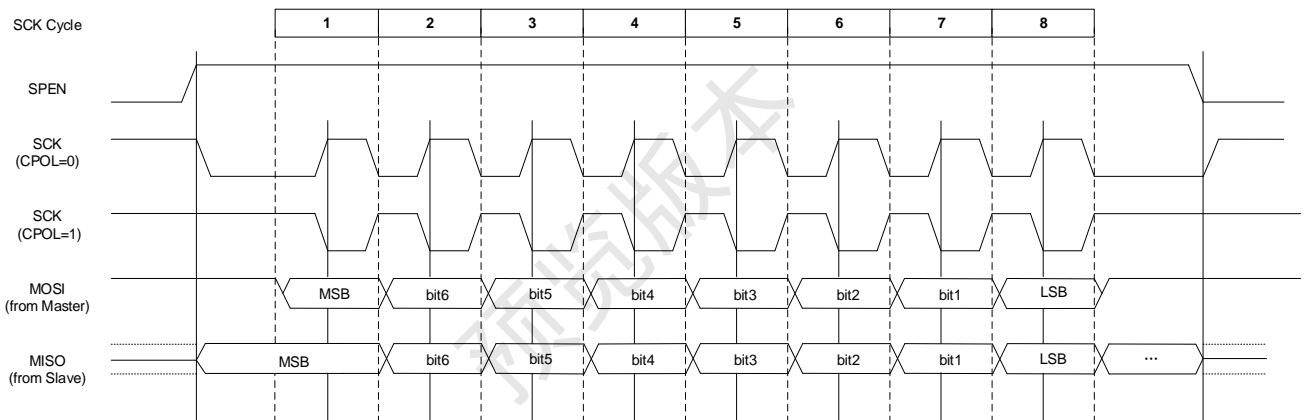 SCK Cycle 1 2 3 4 5 6 7 8
SPEN
SCK
(CPOL=0)
SCK
(CPOL=1)
MOSI
(from Master)
MSB bit6 bit5 bit4 bit3 bit2 bit1 LSB
MISO
(from Slave)
MSB bit6 bit5 bit4 bit3 bit2 bit1 LSB ...
预览版本